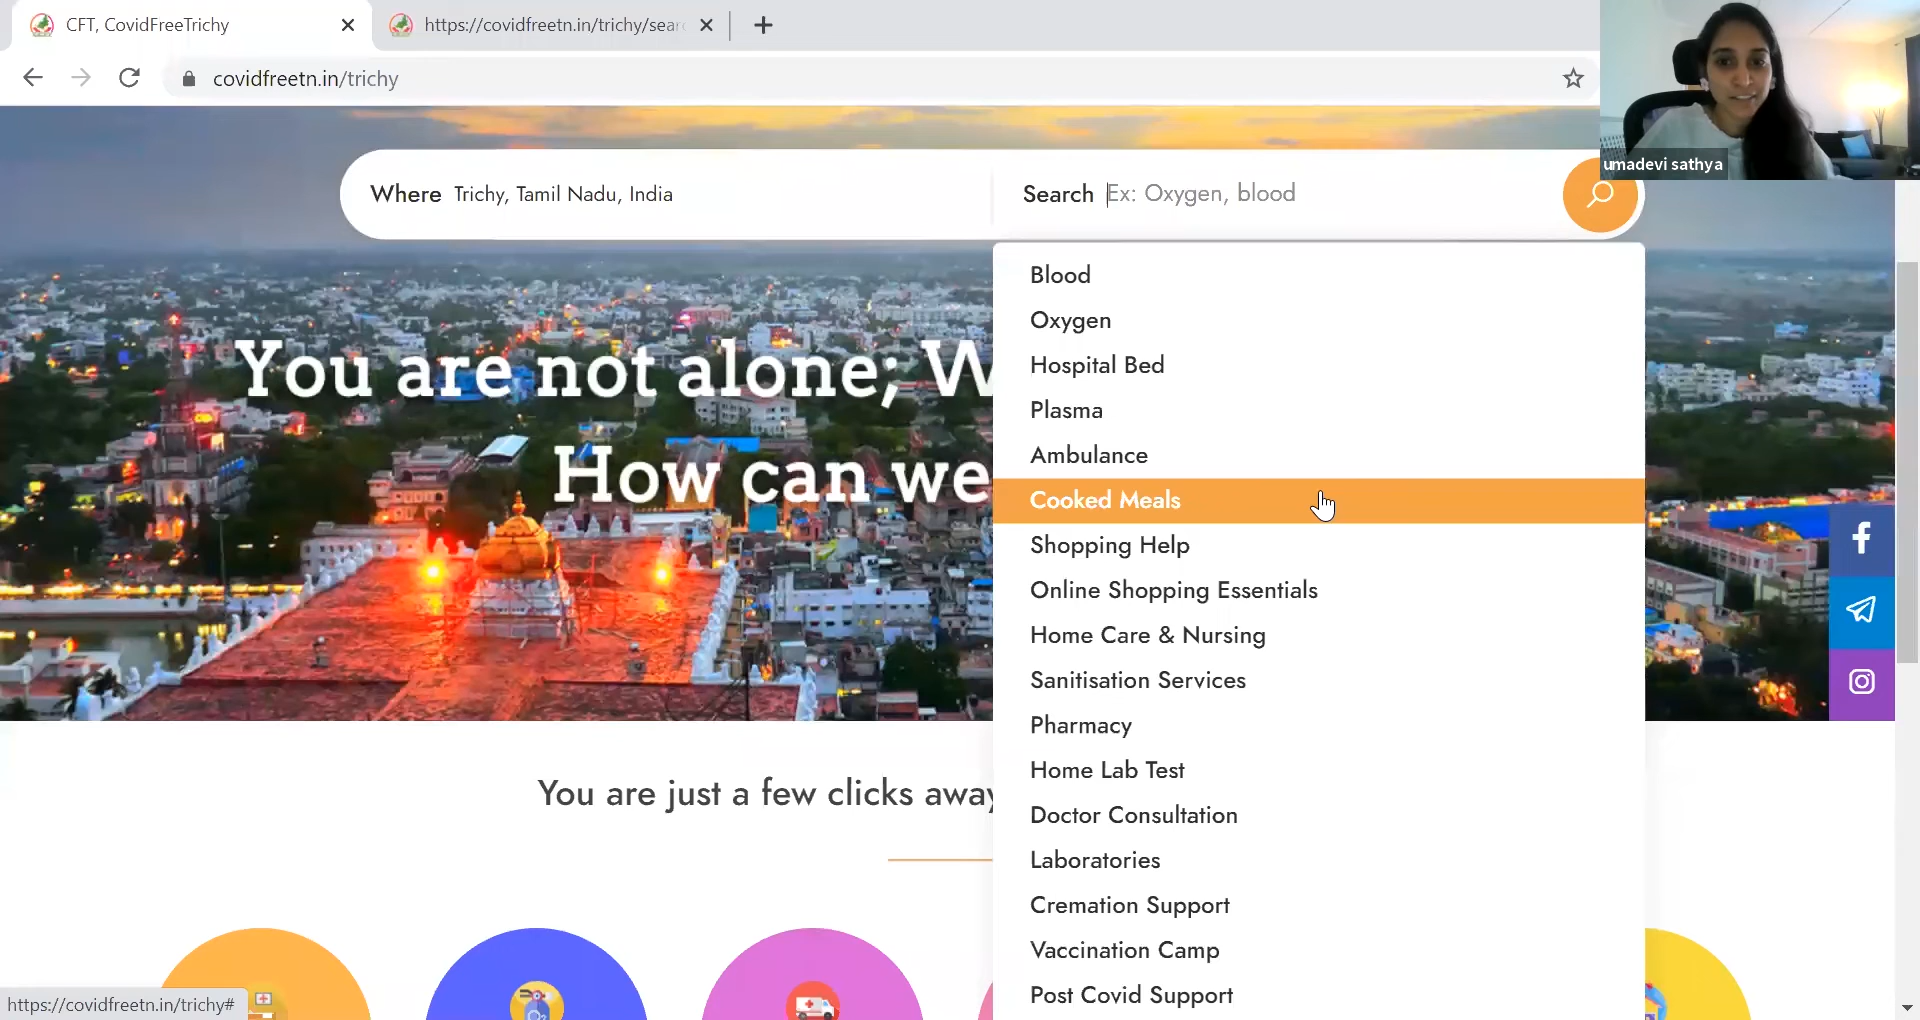 CFT, CovidFreeTrichy
https://covidfreetn.in/trichy/sear
covidfreetn.in/trichy
umadevi sathya
Where Trichy, Tamil Nadu, India
Search Ex: Oxygen, blood
Blood
Oxygen
Hospital Bed
Plasma
Ambulance
Cooked Meals
Shopping Help
Online Shopping Essentials
Home Care & Nursing
Sanitisation Services
Pharmacy
Home Lab Test
Doctor Consultation
Laboratories
Cremation Support
Vaccination Camp
Post Covid Support
You are not alone; W
How can we
You are just a few clicks away
O2
https://covidfreetn.in/trichy#